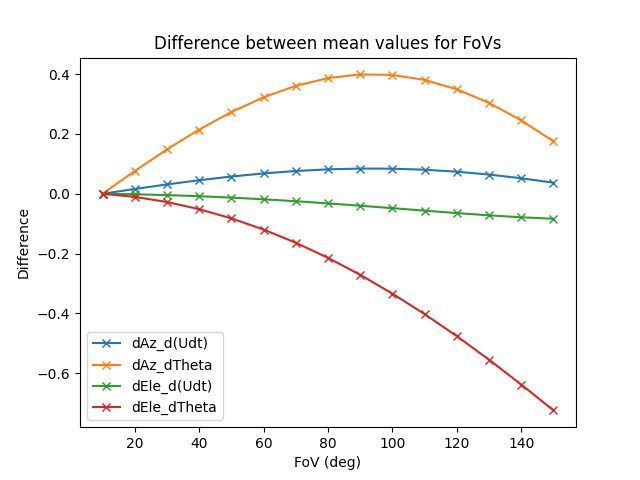 Difference between mean values for FoVs
Difference
0.4
0.2
0.0
−0.2
−0.4
−0.6
dAz_d(Udt)
dAz_dTheta
dEle_d(Udt)
dEle_dTheta
20 40 60 80 100 120 140
FoV (deg)